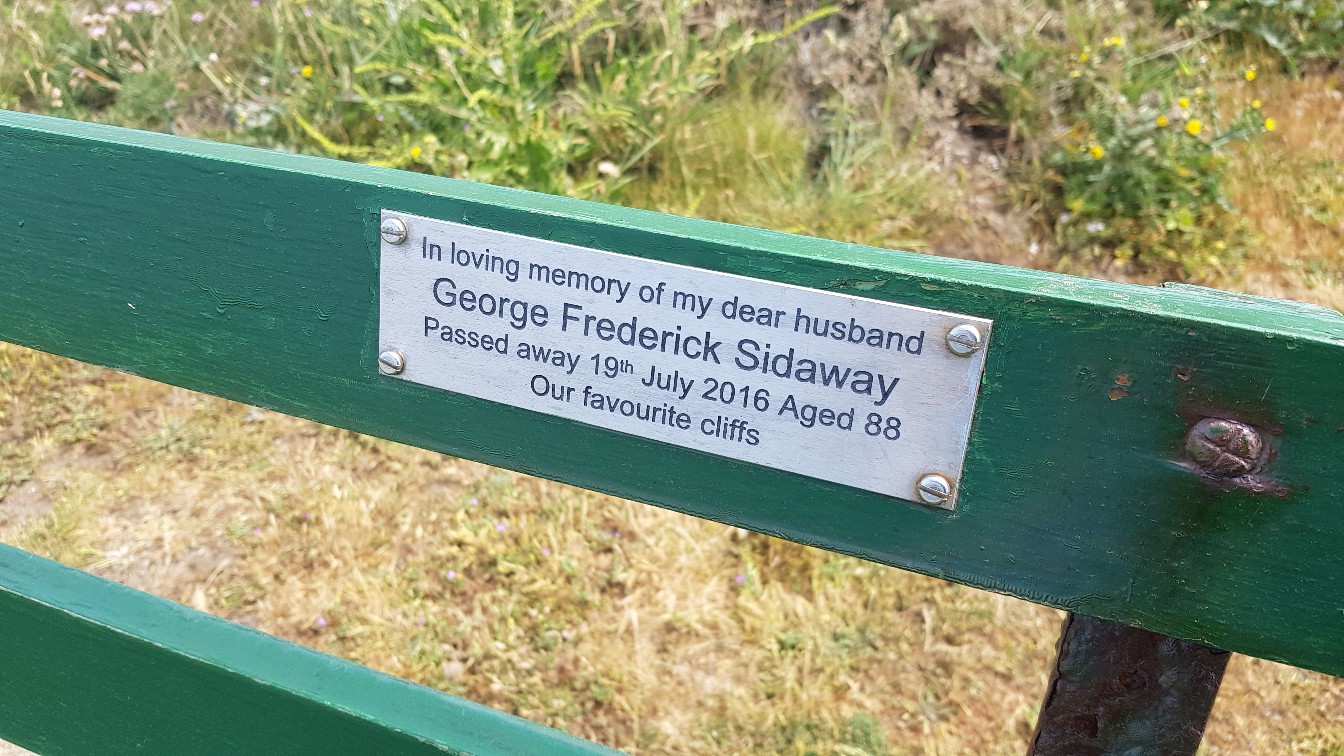 In loving memory of my dear husband
George Frederick Sidaway
Passed away 19th July 2016 Aged 88
Our favourite cliffs